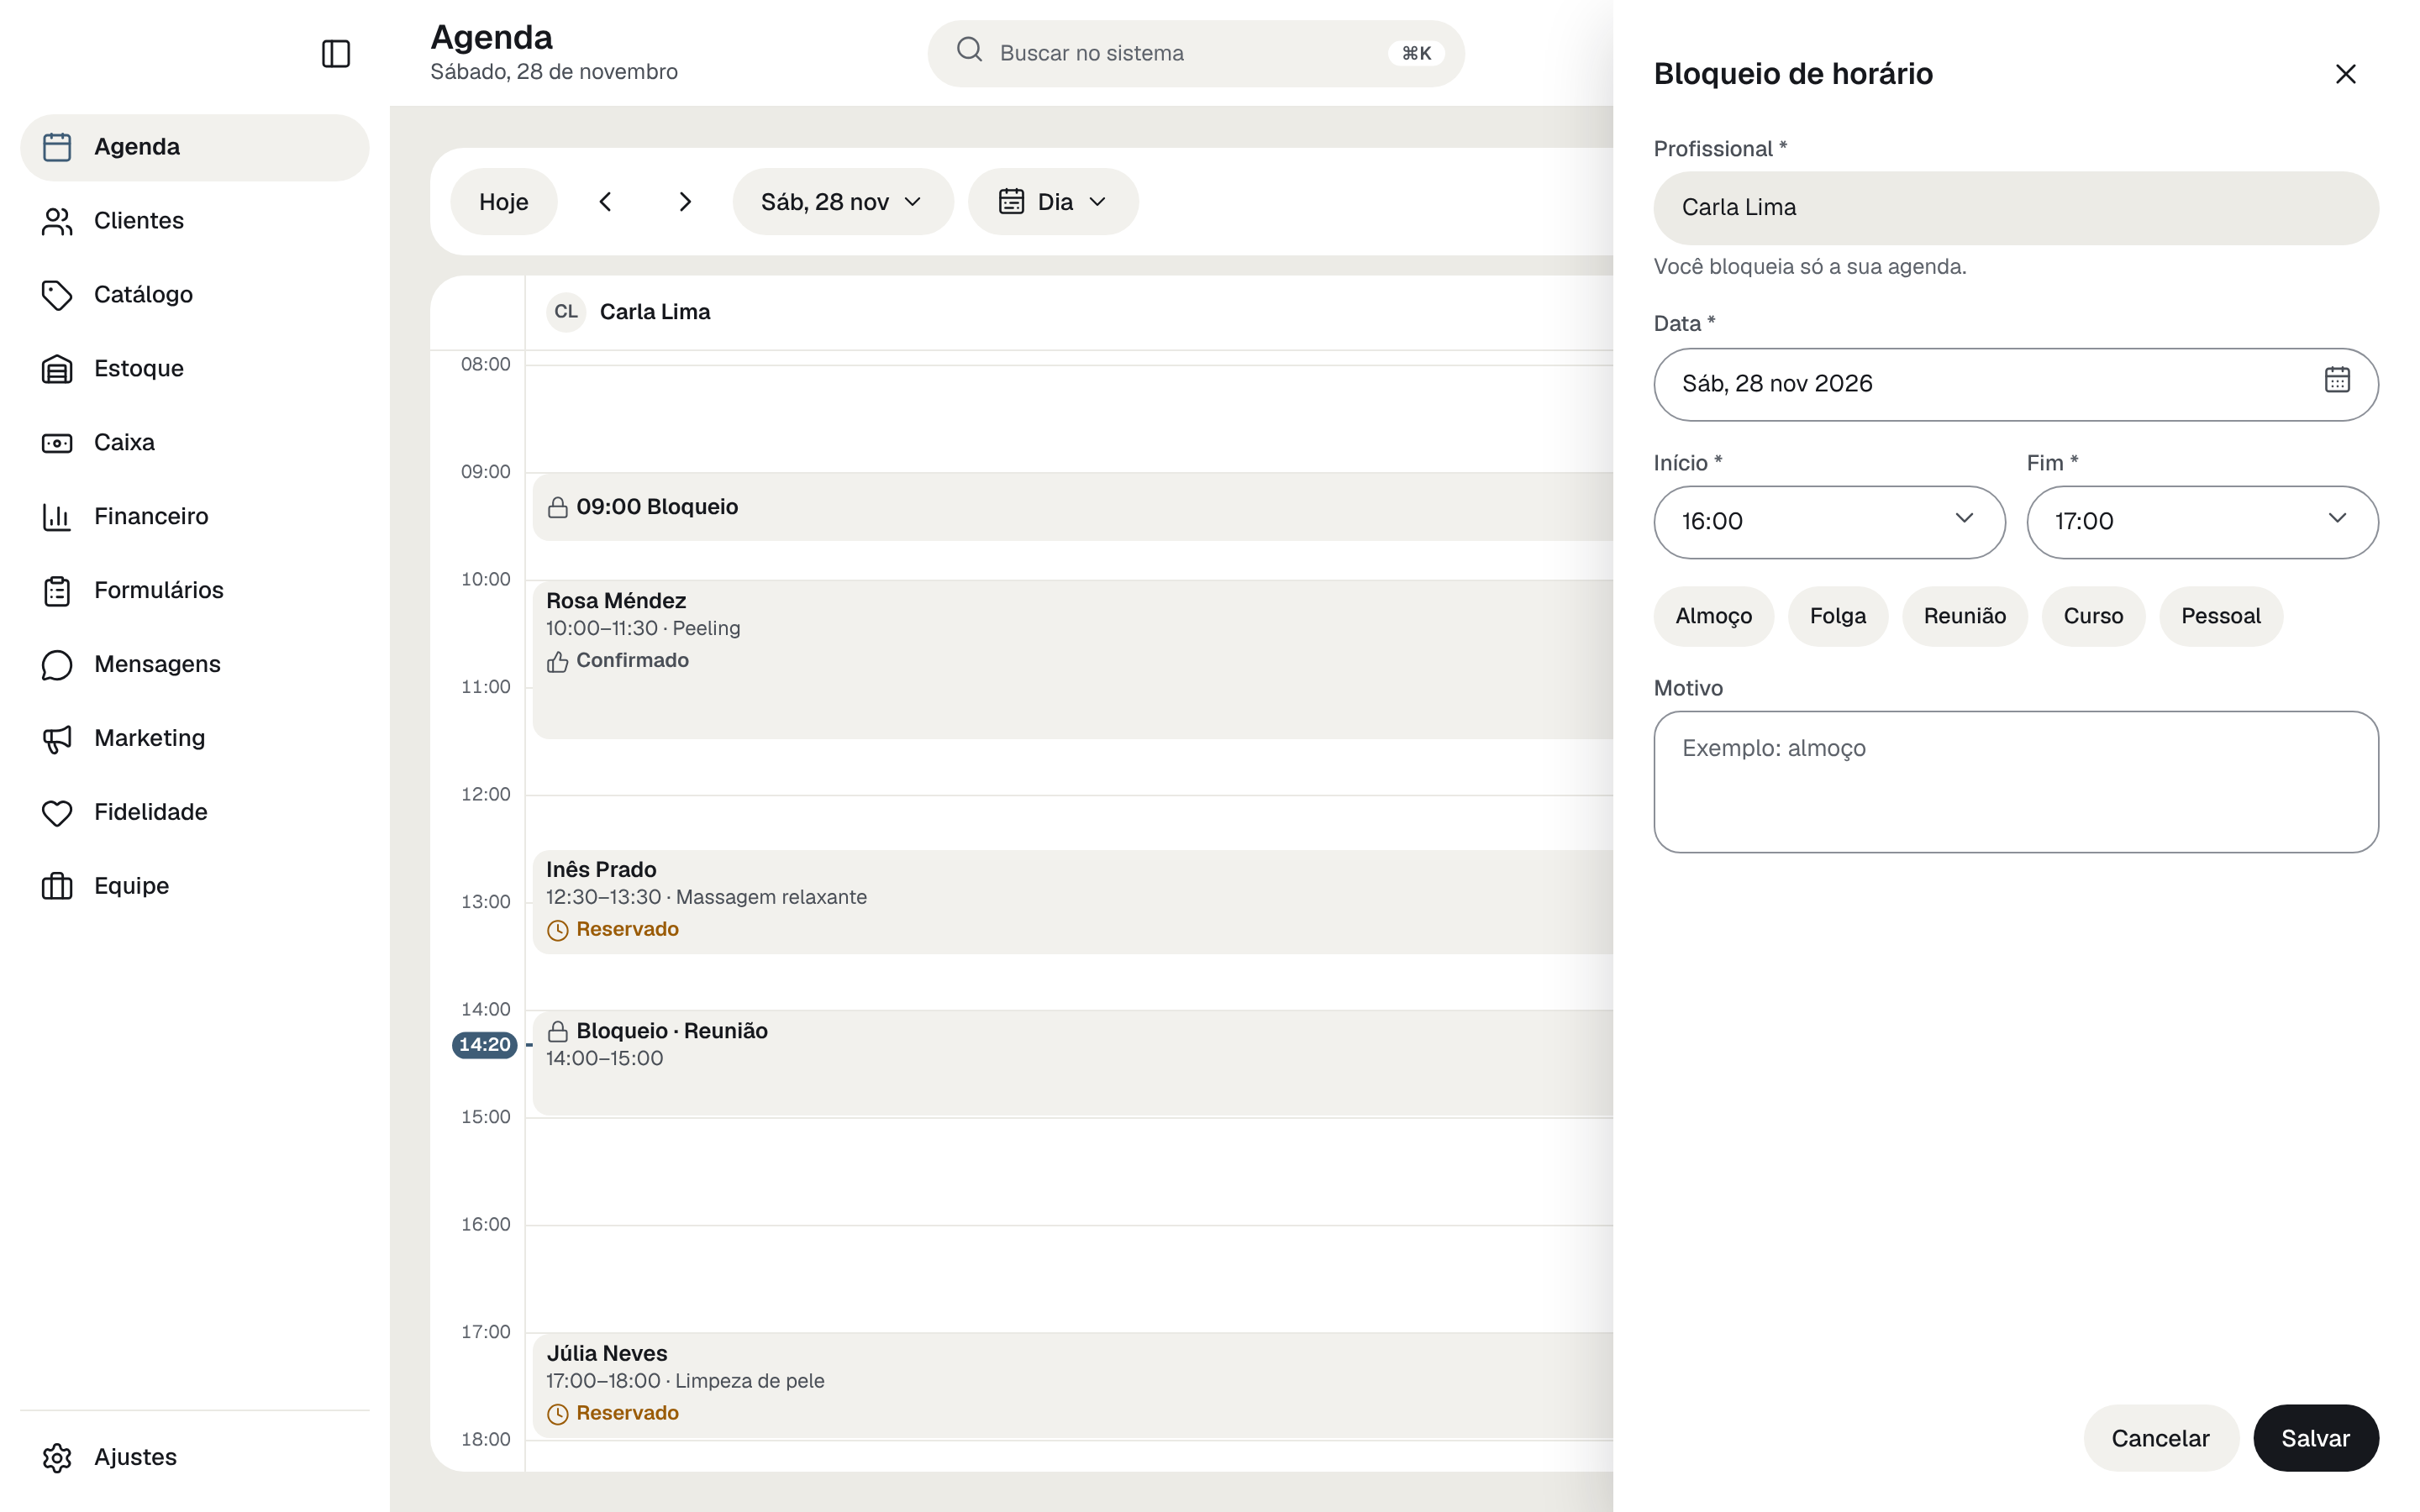 Agenda
Sábado, 28 de novembro
Buscar no sistema
⌘K
Agenda
Clientes
Catálogo
Estoque
Caixa
Financeiro
Formulários
Mensagens
Marketing
Fidelidade
Equipe
Ajustes
Hoje
Sáb, 28 nov
Dia
CL Carla Lima
08:00
09:00
09:00 Bloqueio
10:00
Rosa Méndez
10:00–11:30 · Peeling
Confirmado
11:00
12:00
Inês Prado
12:30–13:30 · Massagem relaxante
13:00
Reservado
14:00
Bloqueio · Reunião
14:20
14:00–15:00
15:00
16:00
17:00
Júlia Neves
17:00–18:00 · Limpeza de pele
Reservado
18:00
Bloqueio de horário
Profissional *
Carla Lima
Você bloqueia só a sua agenda.
Data *
Sáb, 28 nov 2026
Início * Fim *
16:00 17:00
Almoço Folga Reunião Curso Pessoal
Motivo
Exemplo: almoço
Cancelar Salvar